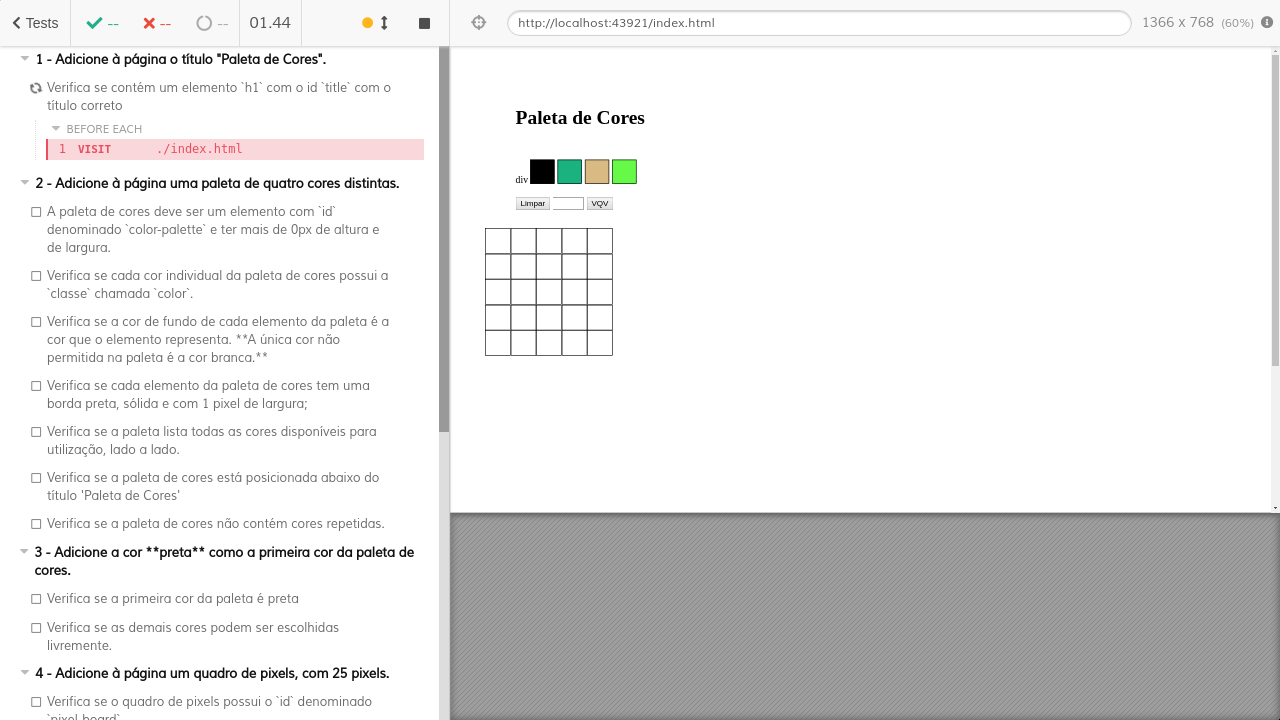 Tests
--
--
--
01.44
http://localhost:43921/index.html
1366 x 768 (60%)
1 - Adicione à página o título "Paleta de Cores".
Verifica se contém um elemento `h1` com o id `title` com o
título correto
BEFORE EACH
1 VISIT ./index.html
2 - Adicione à página uma paleta de quatro cores distintas.
A paleta de cores deve ser um elemento com `id`
denominado `color-palette` e ter mais de 0px de altura e
de largura.
Verifica se cada cor individual da paleta de cores possui a
`classe` chamada `color`.
Verifica se a cor de fundo de cada elemento da paleta é a
cor que o elemento representa. **A única cor não
permitida na paleta é a cor branca.**
Verifica se cada elemento da paleta de cores tem uma
borda preta, sólida e com 1 pixel de largura;
Verifica se a paleta lista todas as cores disponíveis para
utilização, lado a lado.
Verifica se a paleta de cores está posicionada abaixo do
título 'Paleta de Cores'
Verifica se a paleta de cores não contém cores repetidas.
3 - Adicione a cor **preta** como a primeira cor da paleta de
cores.
Verifica se a primeira cor da paleta é preta
Verifica se as demais cores podem ser escolhidas
livremente.
4 - Adicione à página um quadro de pixels, com 25 pixels.
Verifica se o quadro de pixels possui o `id` denominado
`pixel-board`.
Paleta de Cores
div
Limpar
VQV